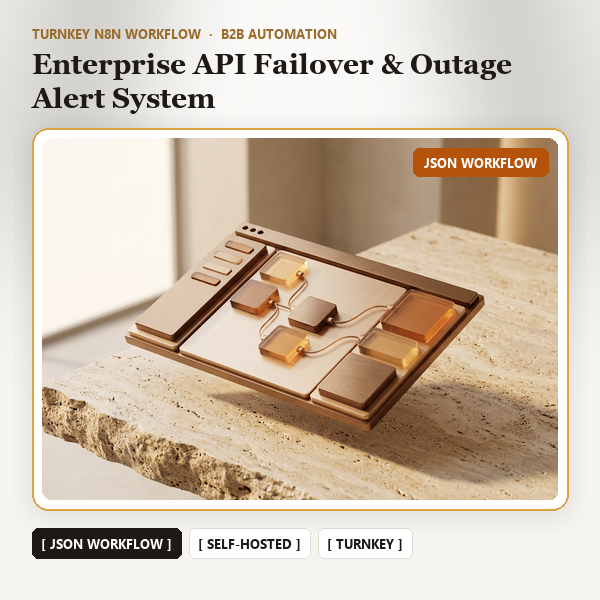 TURNKEY N8N WORKFLOW · B2B AUTOMATION
Enterprise API Failover & Outage
Alert System
JSON WORKFLOW
[ JSON WORKFLOW ]
[ SELF-HOSTED ]
[ TURNKEY ]